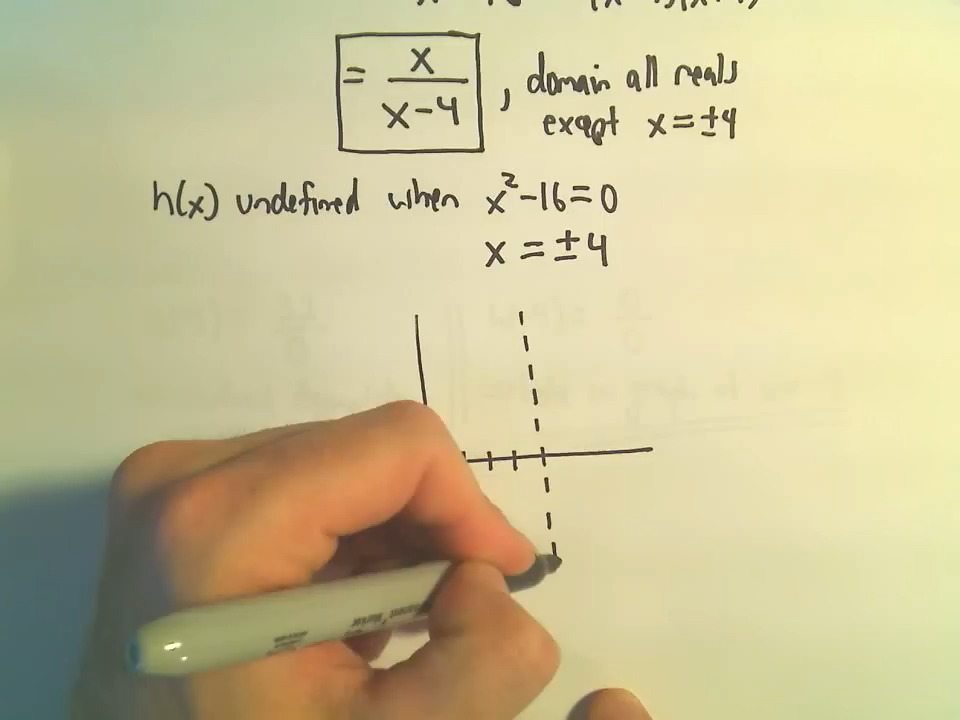 = x / x-4 , domain all reals
except x = ±4
h(x) undefined when x²-16=0
x = ±4